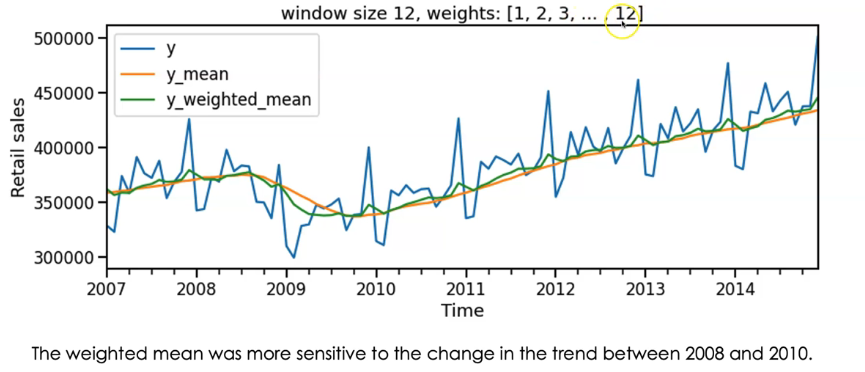 window size 12, weights: [1, 2, 3, ... , 12]
500000
450000
400000
350000
300000
Retail sales
y
y_mean
y_weighted_mean
2007 2008 2009 2010 2011 2012 2013 2014
Time
The weighted mean was more sensitive to the change in the trend between 2008 and 2010.